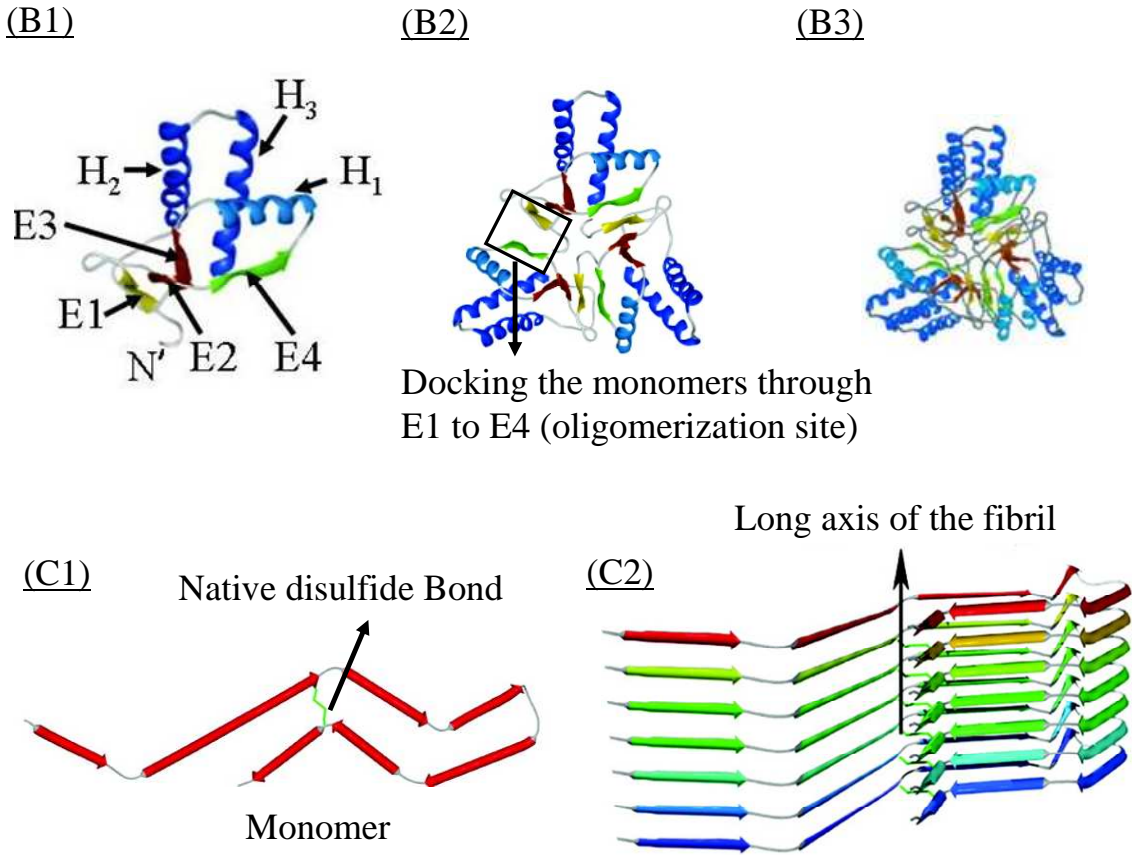 (B1)
(B2)
(B3)
H₃
H₂
H₁
E3
E1
N'
E2
E4
Docking the monomers through
E1 to E4 (oligomerization site)
Long axis of the fibril
(C1)
Native disulfide Bond
(C2)
Monomer